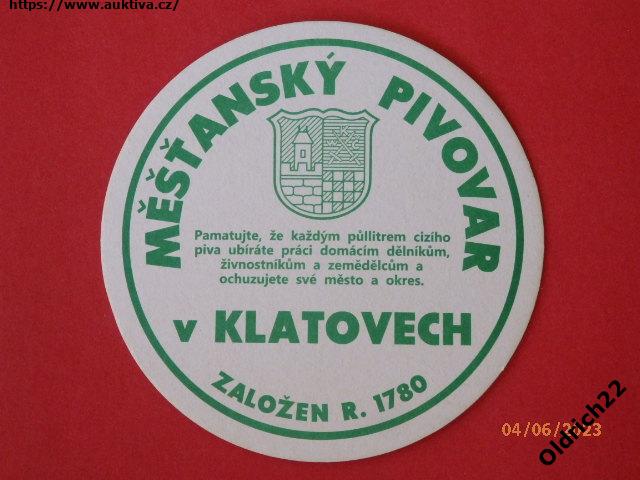 https://www.auktiva.cz/
MĚŠŤANSKÝ PIVOVAR
Pamatujte, že každým půllitrem cizího
piva ubíráte práci domácím dělníkům,
živnostníkům a zemědělcům a
ochuzujete své město a okres.
v KLATOVECH
ZALOŽEN R. 1780
04/06/2023
Oldrich22